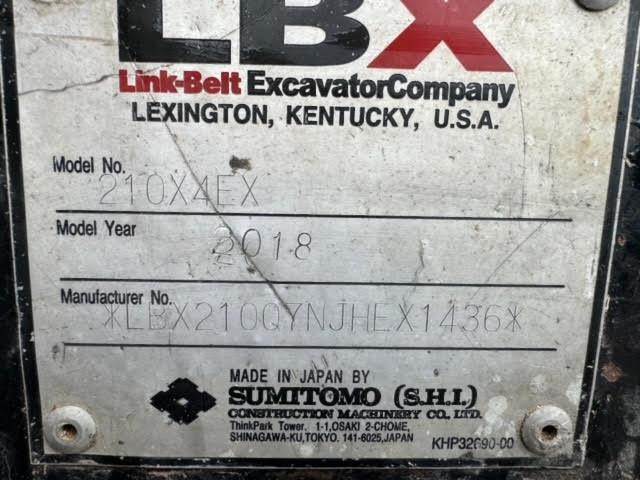 LBX
Link-Belt ExcavatorCompany
LEXINGTON, KENTUCKY, U.S.A.
Model No.
210X4EX
Model Year
2018
Manufacturer No.
*LBX210Q7NJHEX1436*
MADE IN JAPAN BY
SUMITOMO (S.H.I.)
CONSTRUCTION MACHINERY CO., LTD.
ThinkPark Tower. 1-1,OSAKI 2-CHOME,
SHINAGAWA-KU,TOKYO. 141-6025,JAPAN
KHP32690-00